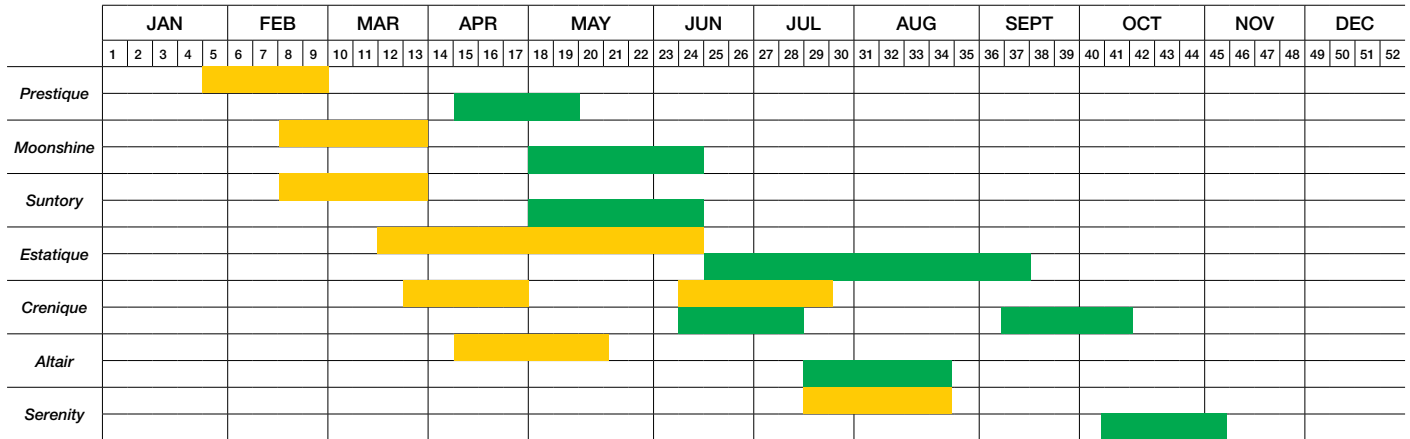 JAN FEB MAR APR MAY JUN JUL AUG SEPT OCT NOV DEC
1 2 3 4 5 6 7 8 9 10 11 12 13 14 15 16 17 18 19 20 21 22 23 24 25 26 27 28 29 30 31 32 33 34 35 36 37 38 39 40 41 42 43 44 45 46 47 48 49 50 51 52
Prestique
Moonshine
Suntory
Estatique
Crenique
Altair
Serenity